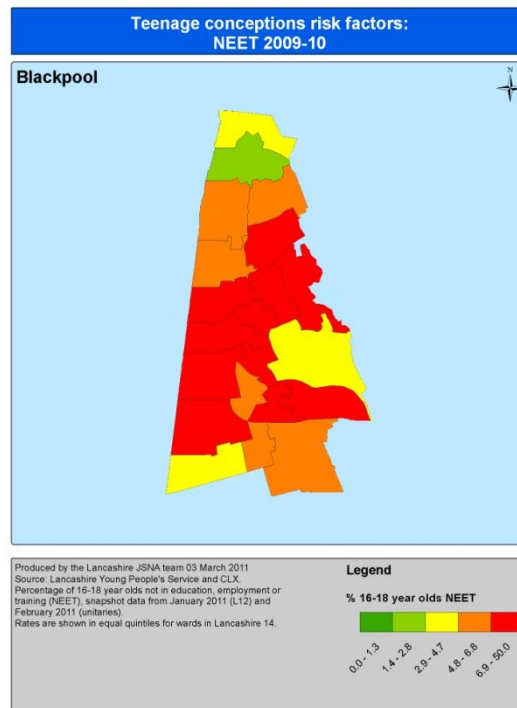 Teenage conceptions risk factors:
NEET 2009-10
Blackpool
N
Produced by the Lancashire JSNA team 03 March 2011
Source: Lancashire Young People's Service and CLX.
Percentage of 16-18 year olds not in education, employment or
training (NEET), snapshot data from January 2011 (L12) and
February 2011 (unitaries).
Rates are shown in equal quintiles for wards in Lancashire 14.
Legend
% 16-18 year olds NEET
0.0 - 1.3
1.4 - 2.8
2.9 - 4.7
4.8 - 6.8
6.9 - 50.0